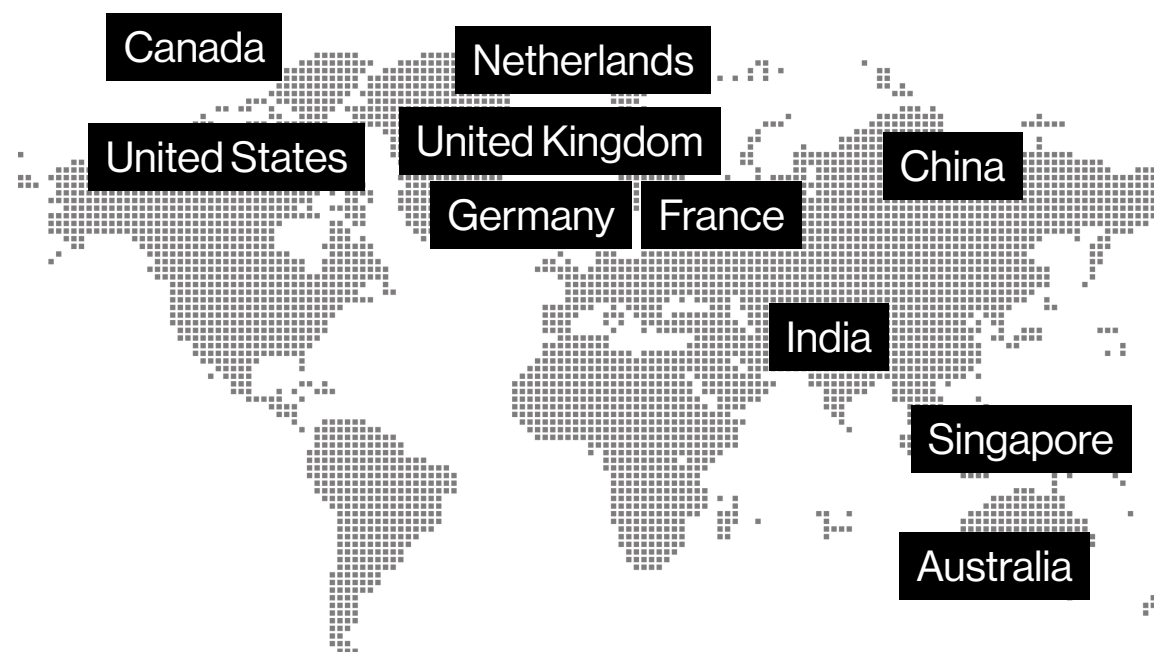 Canada
Netherlands
United Kingdom
United States
China
Germany
France
India
Singapore
Australia